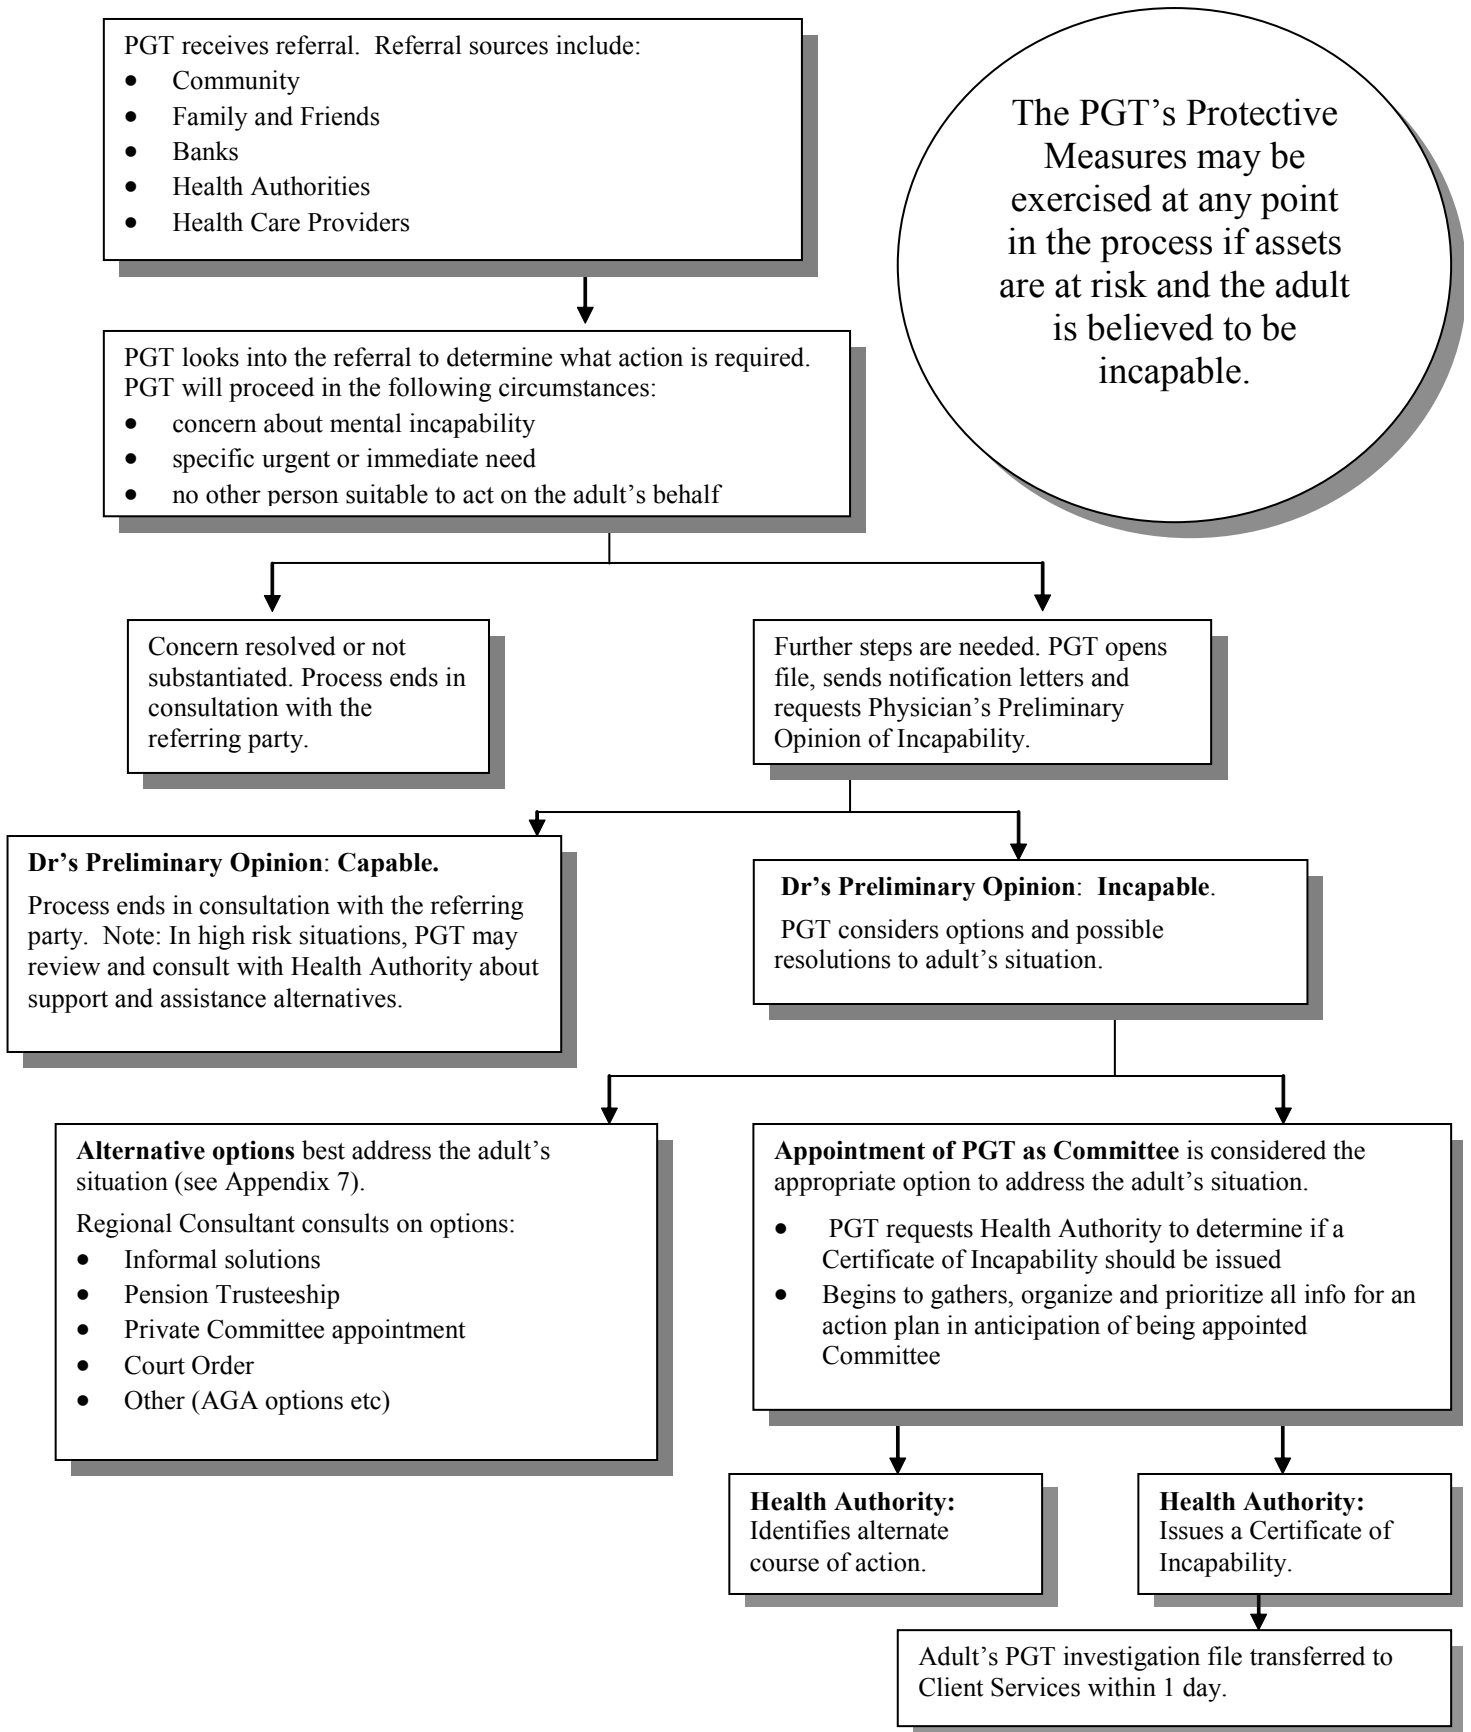 PGT receives referral.  Referral sources include:
• Community
• Family and Friends
• Banks
• Health Authorities
• Health Care Providers
The PGT’s Protective
Measures may be
exercised at any point
in the process if assets
are at risk and the adult
is believed to be
incapable.
PGT looks into the referral to determine what action is required.
PGT will proceed in the following circumstances:
• concern about mental incapability
• specific urgent or immediate need
• no other person suitable to act on the adult’s behalf
Concern resolved or not
substantiated. Process ends in
consultation with the
referring party.
Further steps are needed. PGT opens
file, sends notification letters and
requests Physician’s Preliminary
Opinion of Incapability.
Dr’s Preliminary Opinion: Capable.
Process ends in consultation with the referring
party.  Note: In high risk situations, PGT may
review and consult with Health Authority about
support and assistance alternatives.
Dr’s Preliminary Opinion:  Incapable.
PGT considers options and possible
resolutions to adult’s situation.
Alternative options best address the adult’s
situation (see Appendix 7).
Regional Consultant consults on options:
• Informal solutions
• Pension Trusteeship
• Private Committee appointment
• Court Order
• Other (AGA options etc)
Appointment of PGT as Committee is considered the
appropriate option to address the adult’s situation.
• PGT requests Health Authority to determine if a
Certificate of Incapability should be issued
• Begins to gathers, organize and prioritize all info for an
action plan in anticipation of being appointed
Committee
Health Authority:
Identifies alternate
course of action.
Health Authority:
Issues a Certificate of
Incapability.
Adult’s PGT investigation file transferred to
Client Services within 1 day.